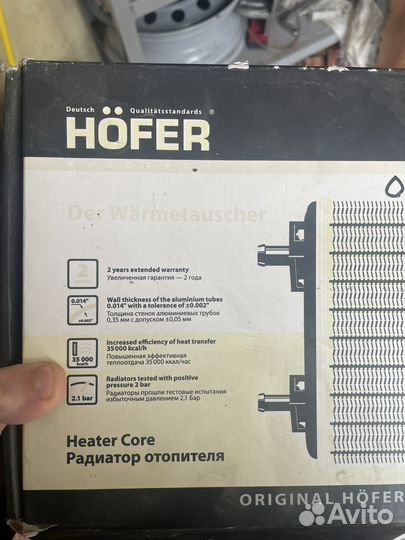 Deutsch Qualitätsstandards ®
HÖFER
Der Wärmetauscher
2
2 years extended warranty
Увеличенная гарантия — 2 года
0.014"
±0.002"
Wall thickness of the aluminium tubes
0.014" with a tolerance of ±0.002"
Толщина стенок алюминиевых трубок
0,35 мм с допуском ±0,05 мм
35 000
kcal/h
Increased efficiency of heat transfer
35 000 kcal/h
Повышенная эффективная
теплоотдача 35 000 ккал/час
2.1 bar
Radiators tested with positive
pressure 2 bar
Радиаторы прошли тестовые испытания
избыточным давлением 2,1 Бар
Heater Core
Радиатор отопителя
ORIGINAL HÖFER
Avito